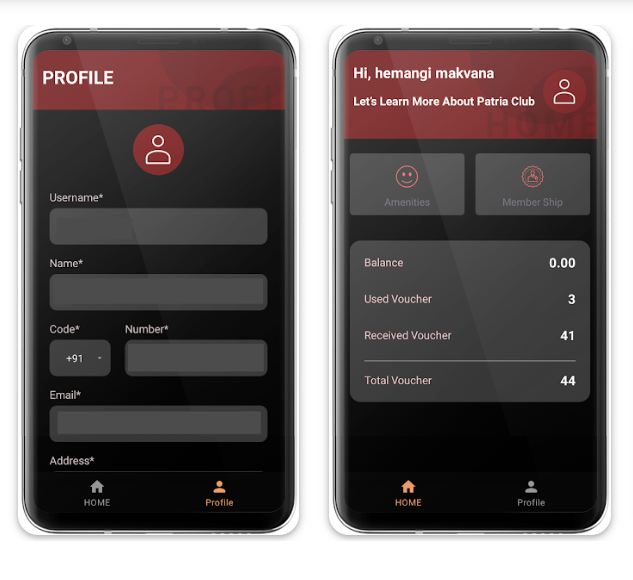 PROFILE
PROFI
Username*
Name*
Code*
Number*
+91
Email*
Address*
HOME
Profile
Hi, hemangi makvana
Let's Learn More About Patria Club
HOME
Amenities
Member Ship
Balance
0.00
Used Voucher
3
Received Voucher
41
Total Voucher
44
HOME
Profile